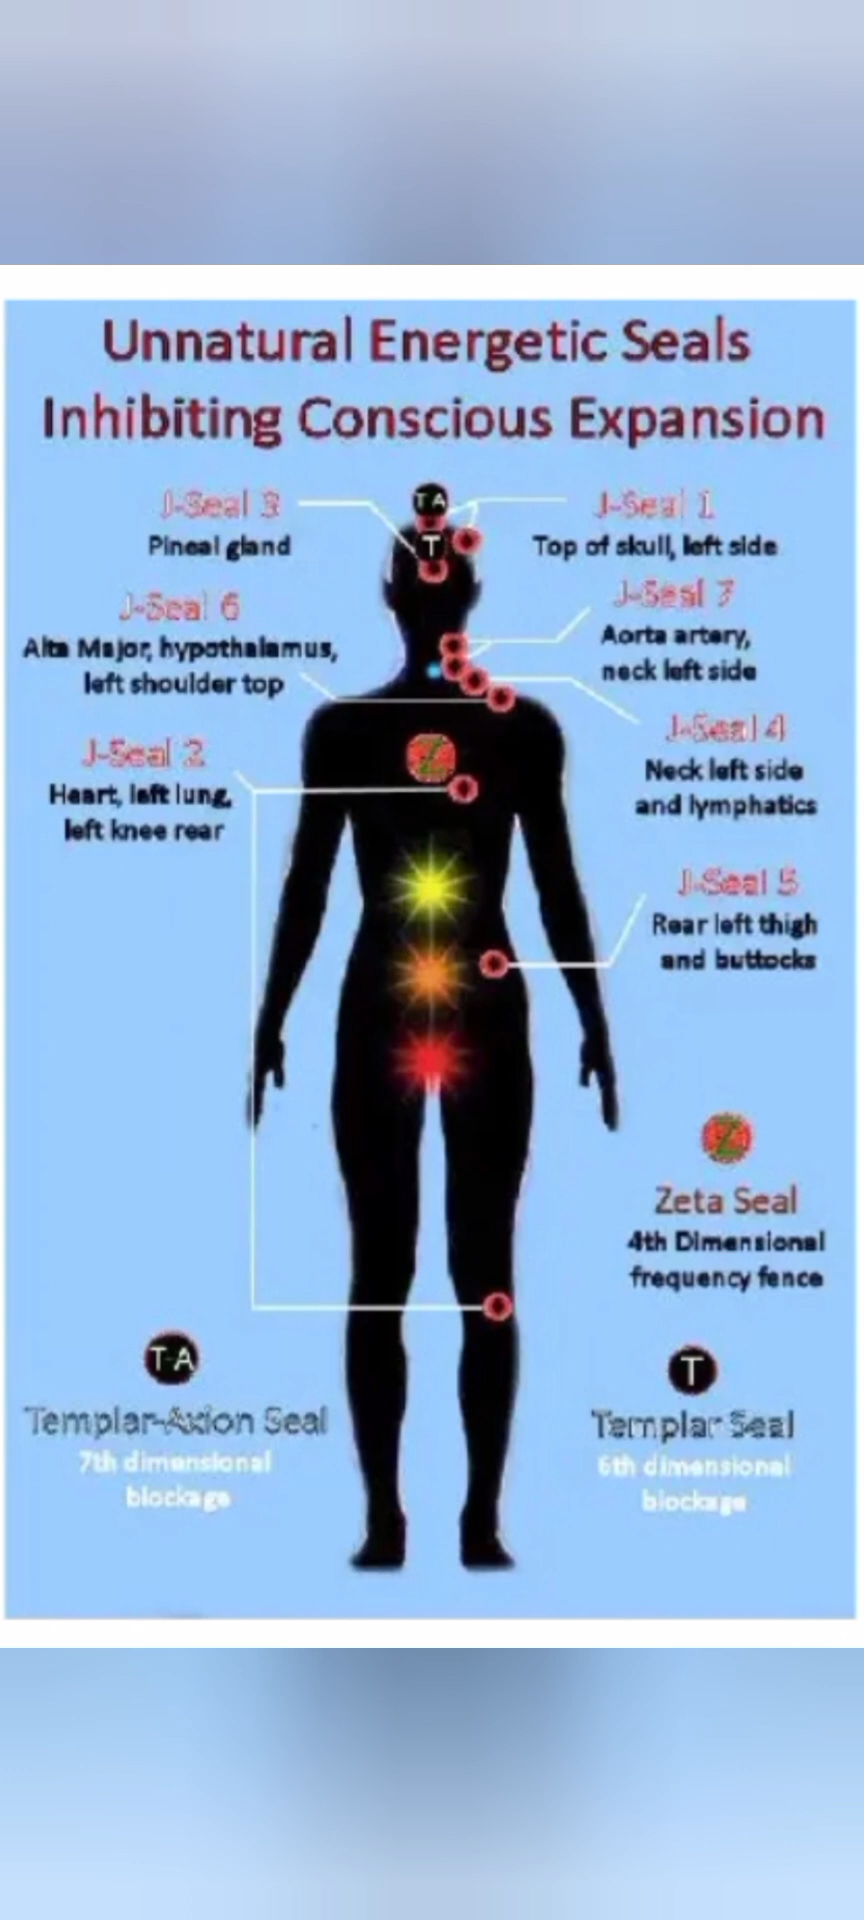 Unnatural Energetic Seals
Inhibiting Conscious Expansion
T A
J-Seal 3
Pineal gland
J-Seal 1
Top of skull, left side
T
J-Seal 6
Alta Major, hypothalamus,
left shoulder top
J-Seal 7
Aorta artery,
neck left side
J-Seal 2
Heart, left lung,
left knee rear
Z
J-Seal 4
Neck left side
and lymphatics
J-Seal 5
Rear left thigh
and buttocks
Z
Zeta Seal
4th Dimensional
frequency fence
T-A
Templar-Axion Seal
7th dimensional
blockage
T
Templar Seal
6th dimensional
blockage